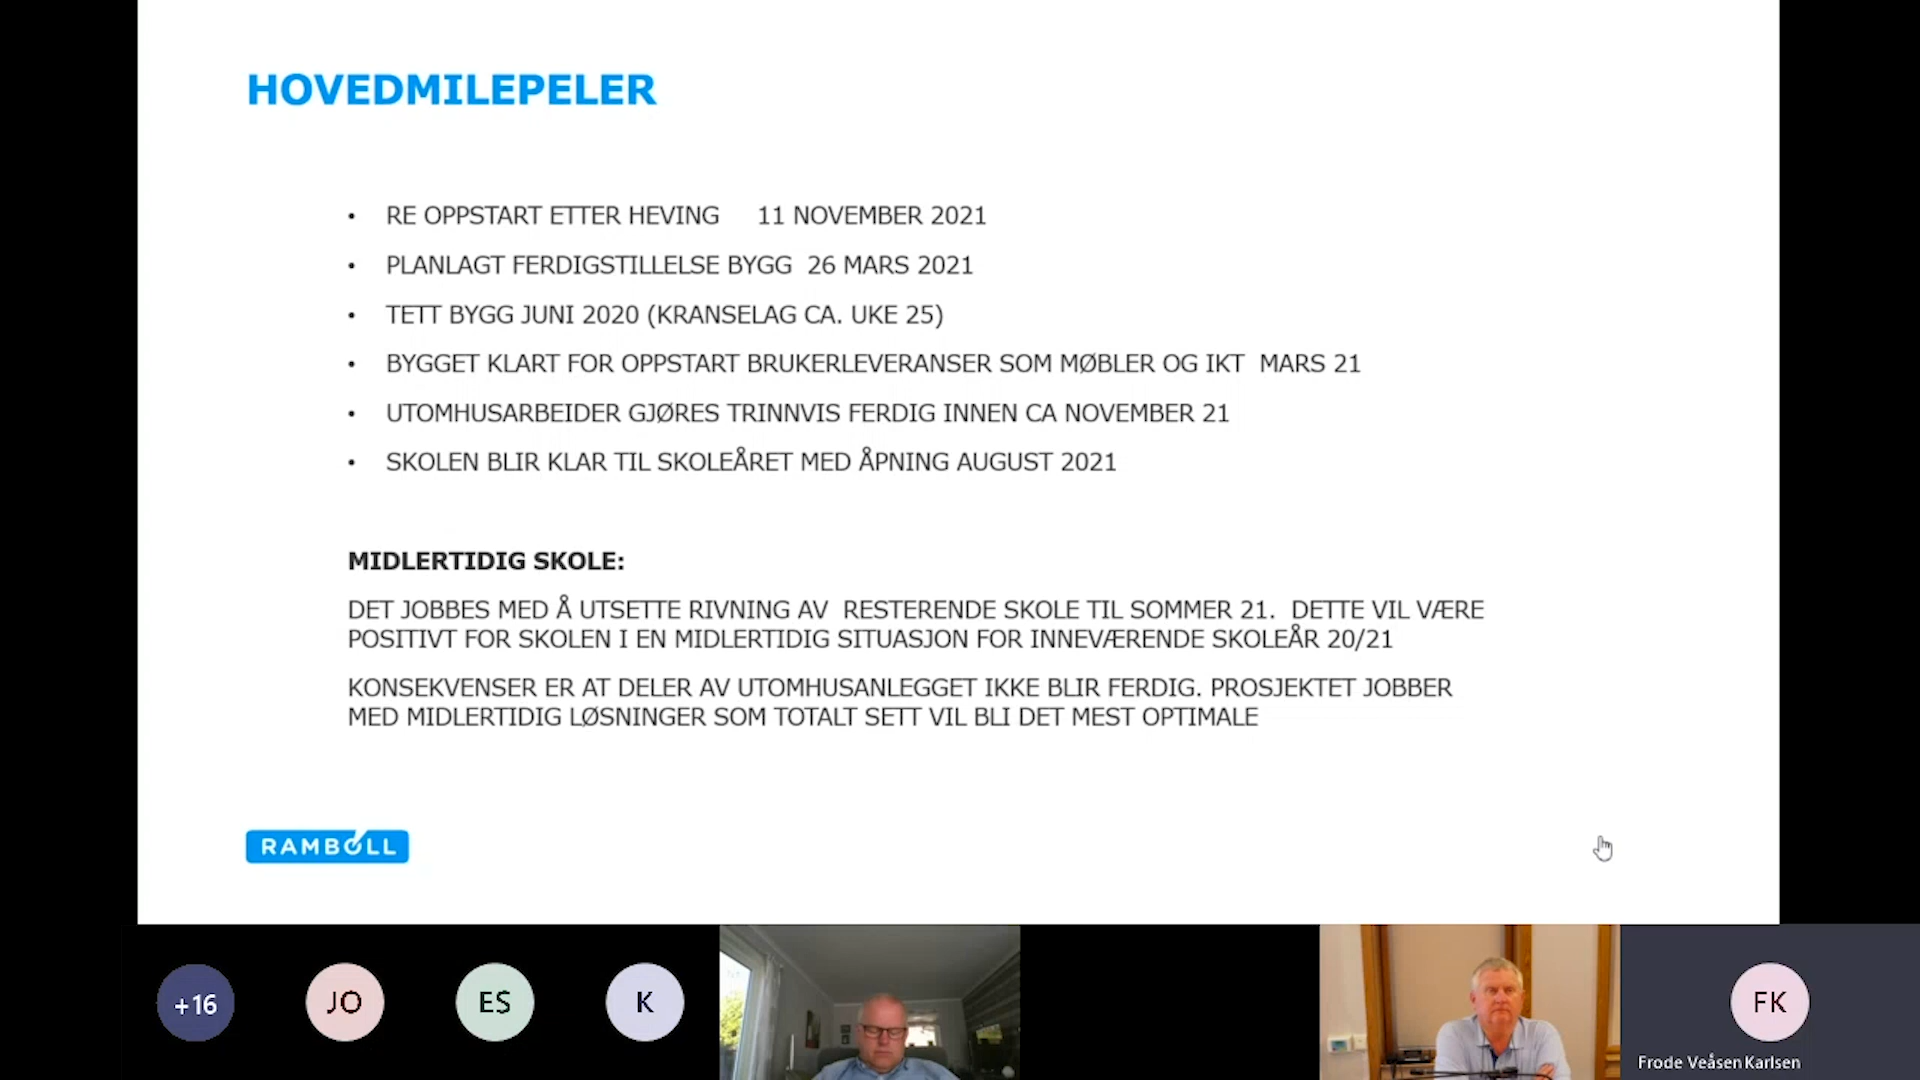 HOVEDMILEPELER
• RE OPPSTART ETTER HEVING 11 NOVEMBER 2021
• PLANLAGT FERDIGSTILLELSE BYGG 26 MARS 2021
• TETT BYGG JUNI 2020 (KRANSELAG CA. UKE 25)
• BYGGET KLART FOR OPPSTART BRUKERLEVERANSER SOM MØBLER OG IKT MARS 21
• UTOMHUSARBEIDER GJØRES TRINNVIS FERDIG INNEN CA NOVEMBER 21
• SKOLEN BLIR KLAR TIL SKOLEÅRET MED ÅPNING AUGUST 2021
MIDLERTIDIG SKOLE:
DET JOBBES MED Å UTSETTE RIVNING AV RESTERENDE SKOLE TIL SOMMER 21. DETTE VIL VÆRE
POSITIVT FOR SKOLEN I EN MIDLERTIDIG SITUASJON FOR INNEVÆRENDE SKOLEÅR 20/21
KONSEKVENSER ER AT DELER AV UTOMHUSANLEGGET IKKE BLIR FERDIG. PROSJEKTET JOBBER
MED MIDLERTIDIG LØSNINGER SOM TOTALT SETT VIL BLI DET MEST OPTIMALE
RAMBOLL
+16
JO
ES
K
FK
Frode Veåsen Karlsen